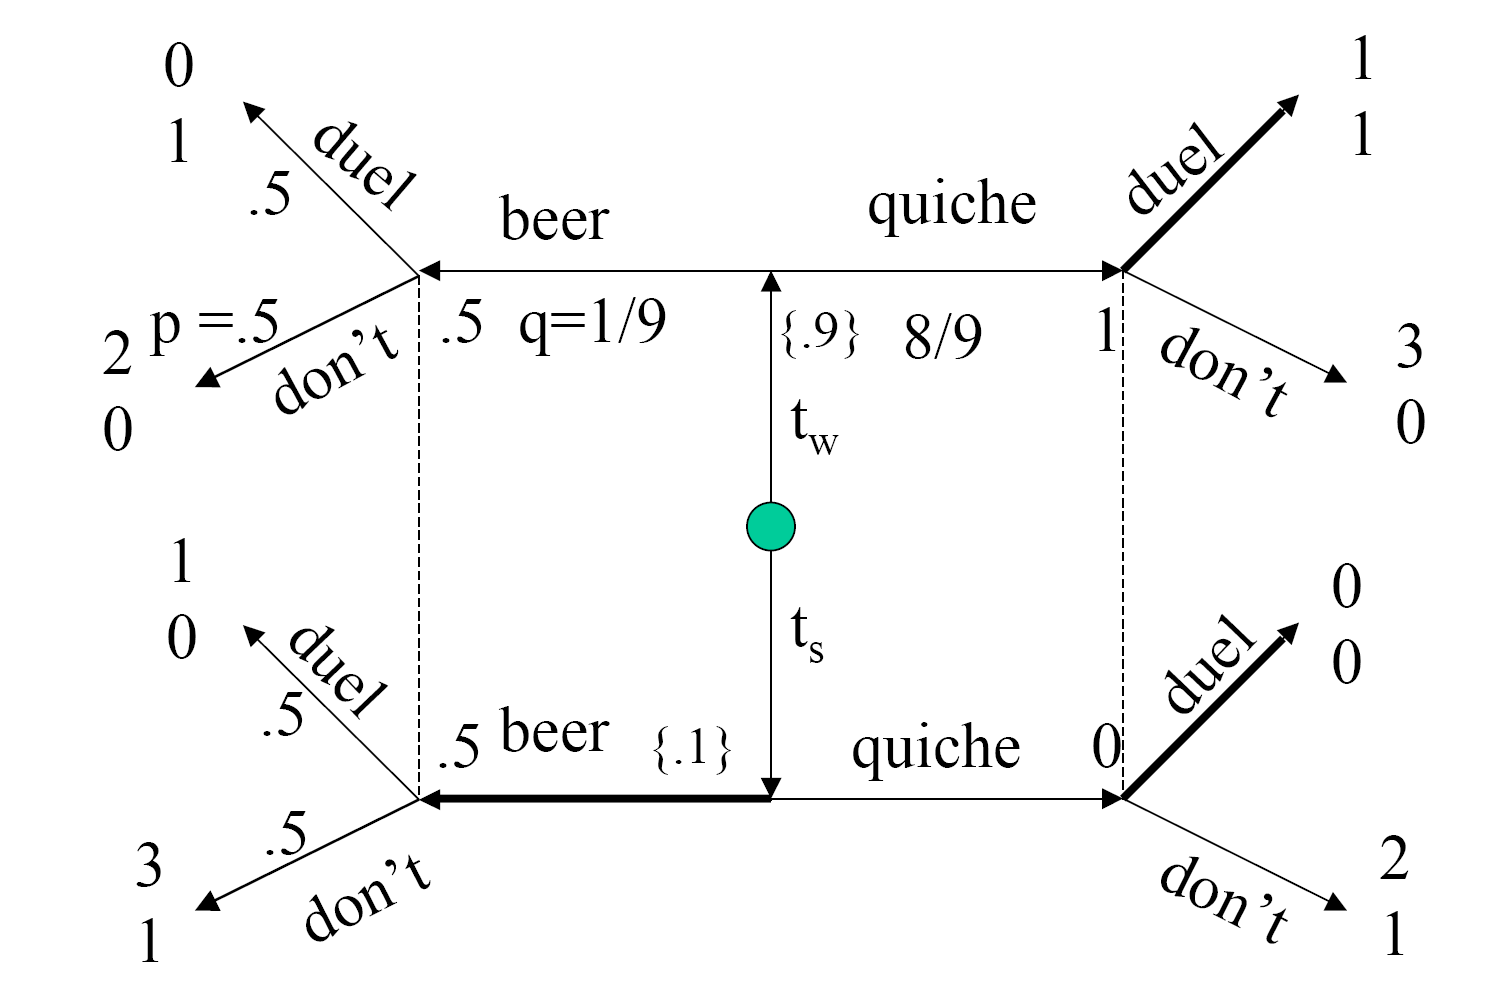 0
1
1
1
duel
duel
.5
beer
quiche
p =.5
2
0
don't
.5
q=1/9
{.9}
8/9
1
don't
3
0
t_w
1
0
duel
t_s
duel
0
0
.5
.5
beer
{.1}
quiche
0
.5
3
1
don't
don't
2
1